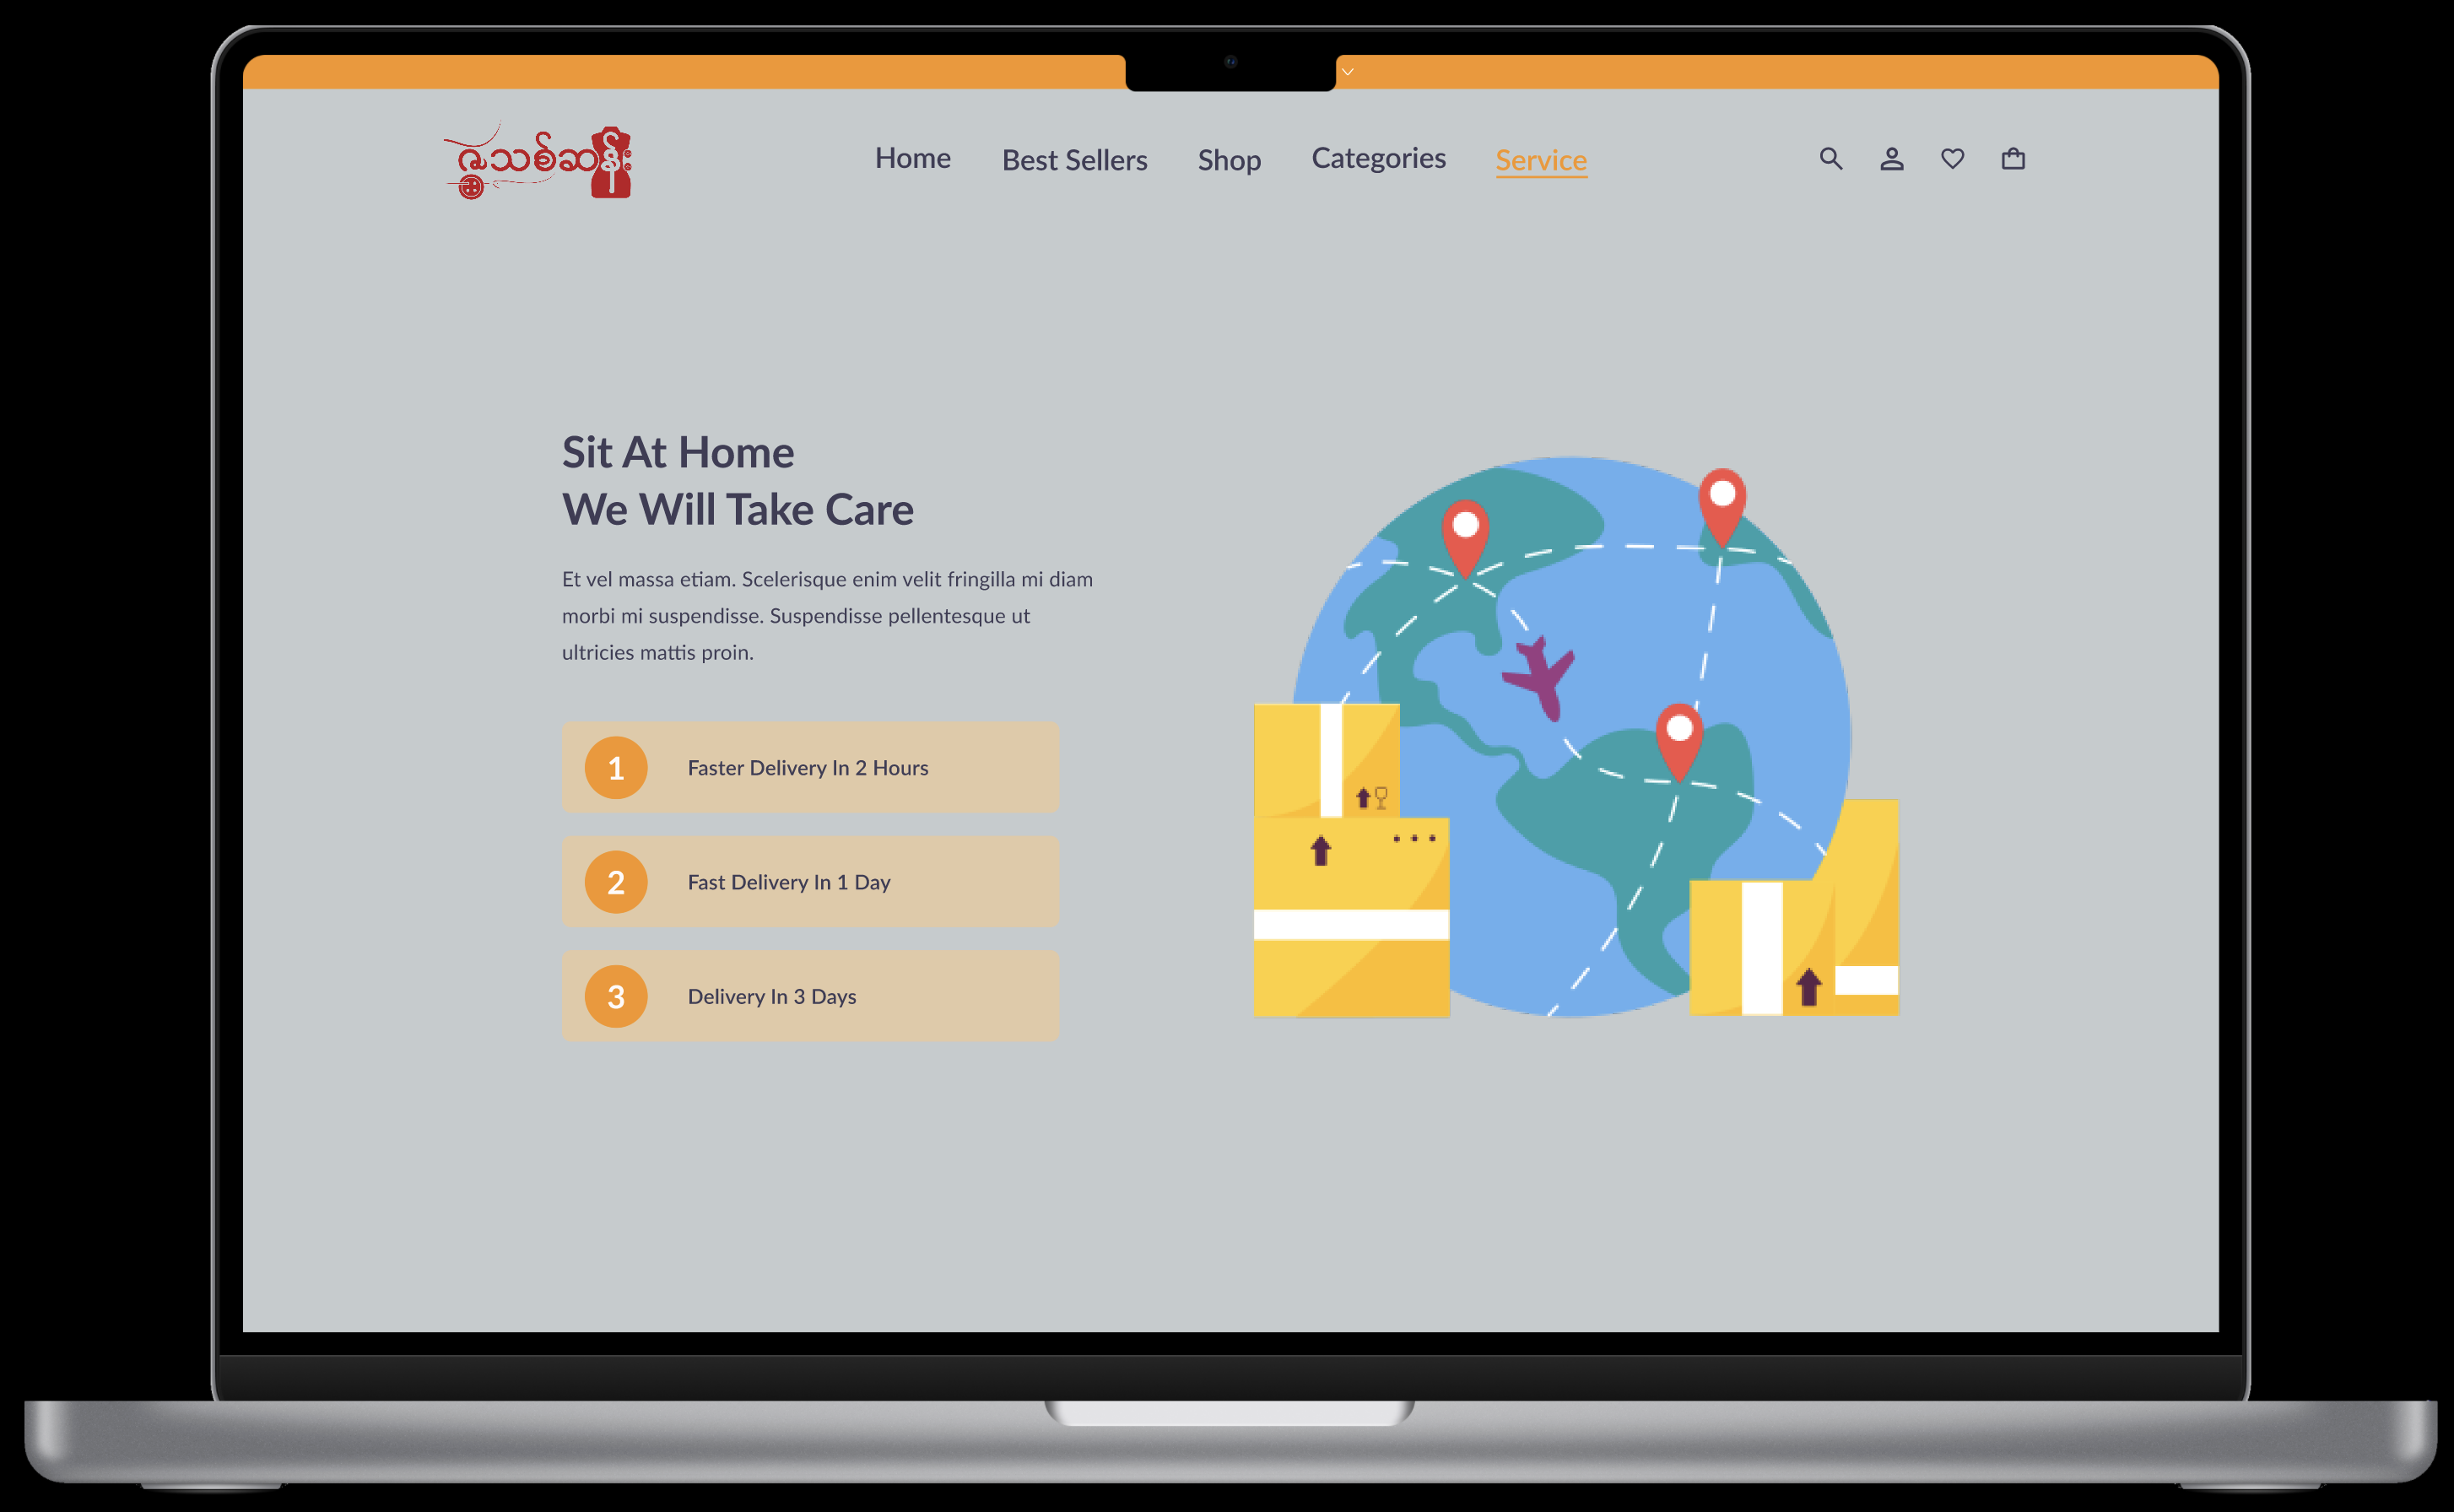 ဇွဲသစ်ဆန်း
Home Best Sellers Shop Categories Service
Sit At Home
We Will Take Care
Et vel massa etiam. Scelerisque enim velit fringilla mi diam
morbi mi suspendisse. Suspendisse pellentesque ut
ultricies mattis proin.
1 Faster Delivery In 2 Hours
2 Fast Delivery In 1 Day
3 Delivery In 3 Days